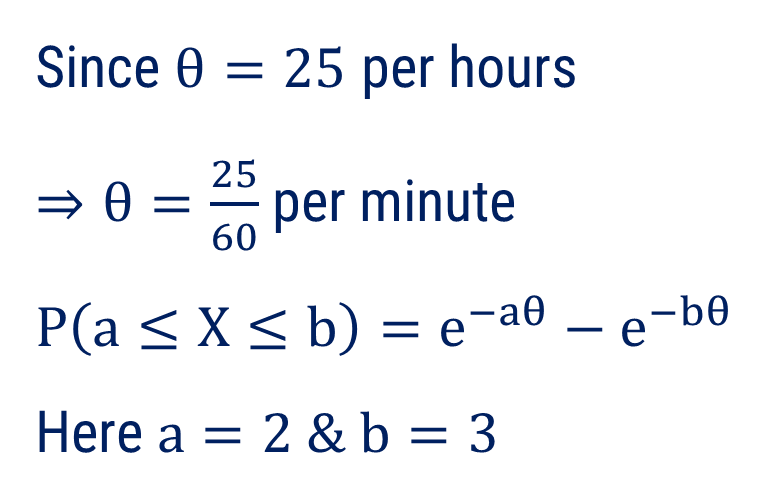 Since θ = 25 per hours
⇒ θ = 25/60 per minute
P(a ≤ X ≤ b) = e^−aθ − e^−bθ
Here a = 2 & b = 3